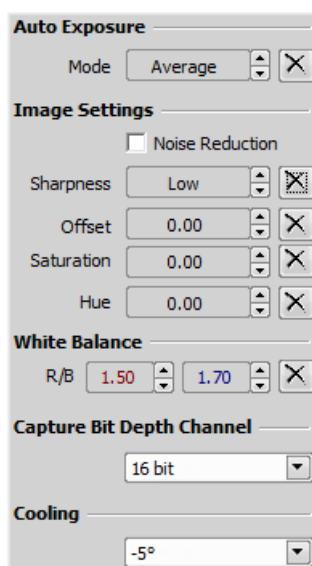 Auto Exposure
Mode Average
Image Settings
Noise Reduction
Sharpness Low
Offset 0.00
Saturation 0.00
Hue 0.00
White Balance
R/B 1.50 1.70
Capture Bit Depth Channel
16 bit
Cooling
-5°